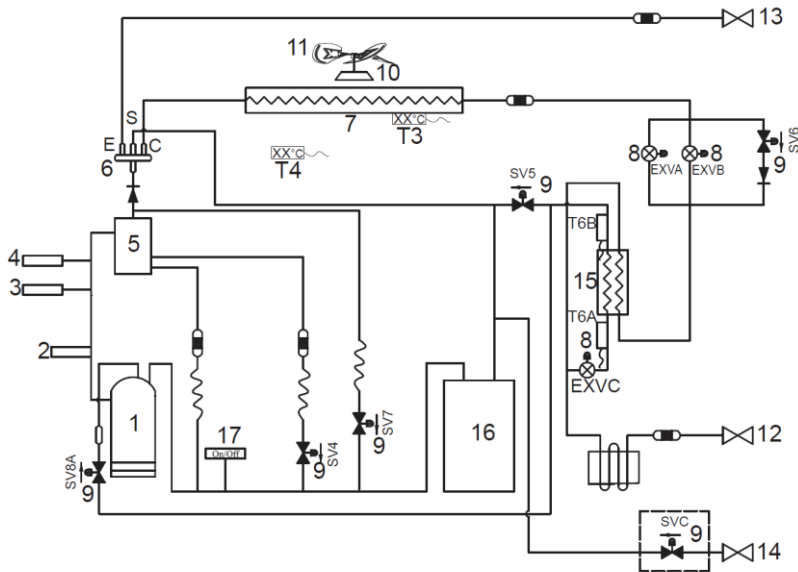 13
11
10
S
7
XX°C
T3
E
C
6
XX°C
T4
8
EXVA
8
EXVB
SV6
9
SV5
9
5
T6B
4
3
15
2
T6A
8
EXVC
1
17
On/Off
16
SV7
9
SV4
9
12
SV8A
9
SVC
9
14